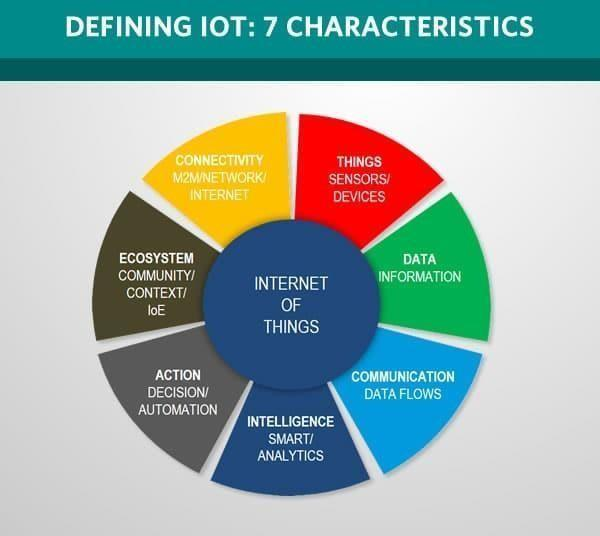 DEFINING IOT: 7 CHARACTERISTICS
CONNECTIVITY
M2M/NETWORK/
INTERNET
THINGS
SENSORS/
DEVICES
DATA
INFORMATION
COMMUNICATION
DATA FLOWS
INTELLIGENCE
SMART/
ANALYTICS
ACTION
DECISION/
AUTOMATION
ECOSYSTEM
COMMUNITY/
CONTEXT/
IoE
INTERNET
OF
THINGS